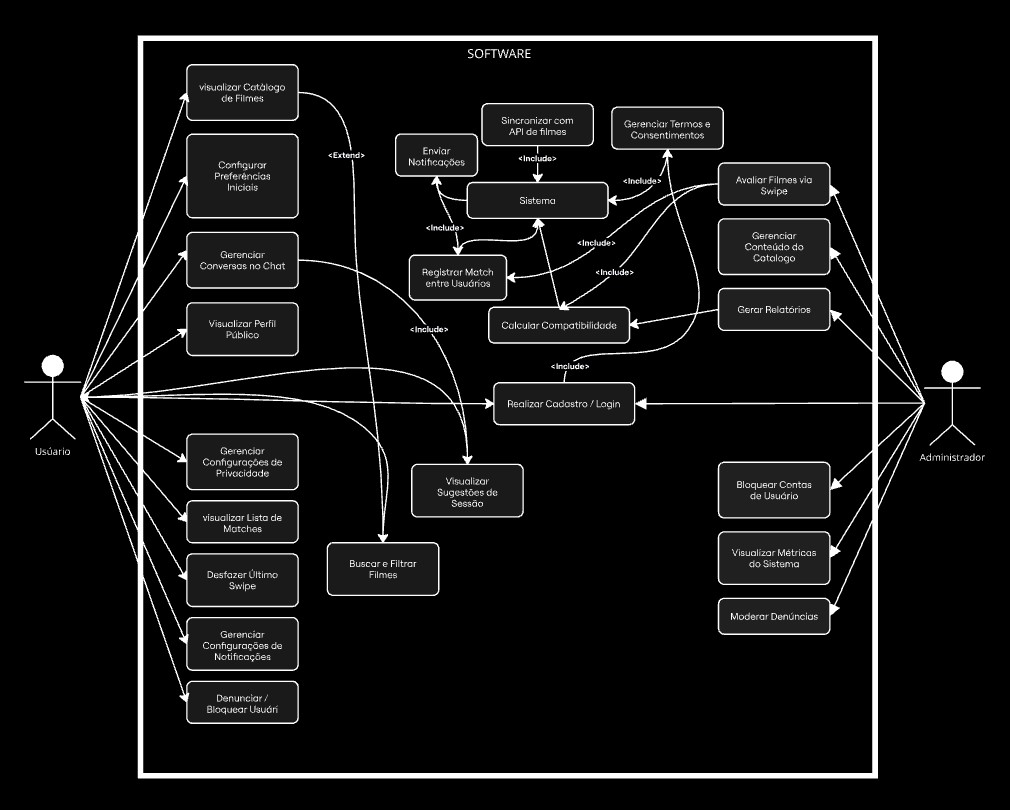 SOFTWARE
visualizar Catálogo
de Filmes
Configurar
Preferências
Iniciais
Gerenciar
Conversas no Chat
Visualizar Perfil
Público
Usúario
Gerenciar
Configurações de
Privacidade
visualizar Lista de
Matches
Desfazer Último
Swipe
Gerenciar
Configurações de
Notificações
Denunciar /
Bloquear Usuári
<Extend>
<Include>
Sincronizar com
API de filmes
<Include>
Enviar
Notificações
Sistema
<Include>
Gerenciar Termos e
Consentimentos
<Include>
Registrar Match
entre Usuários
<Include>
<Include>
Calcular Compatibilidade
<Include>
Realizar Cadastro / Login
Visualizar
Sugestões de
Sessão
Buscar e Filtrar
Filmes
Avaliar Filmes via
Swipe
Gerenciar
Conteúdo do
Catalogo
Gerar Relatórios
Administrador
Bloquear Contas
de Usuário
Visualizar Métricas
do Sistema
Moderar Denúncias